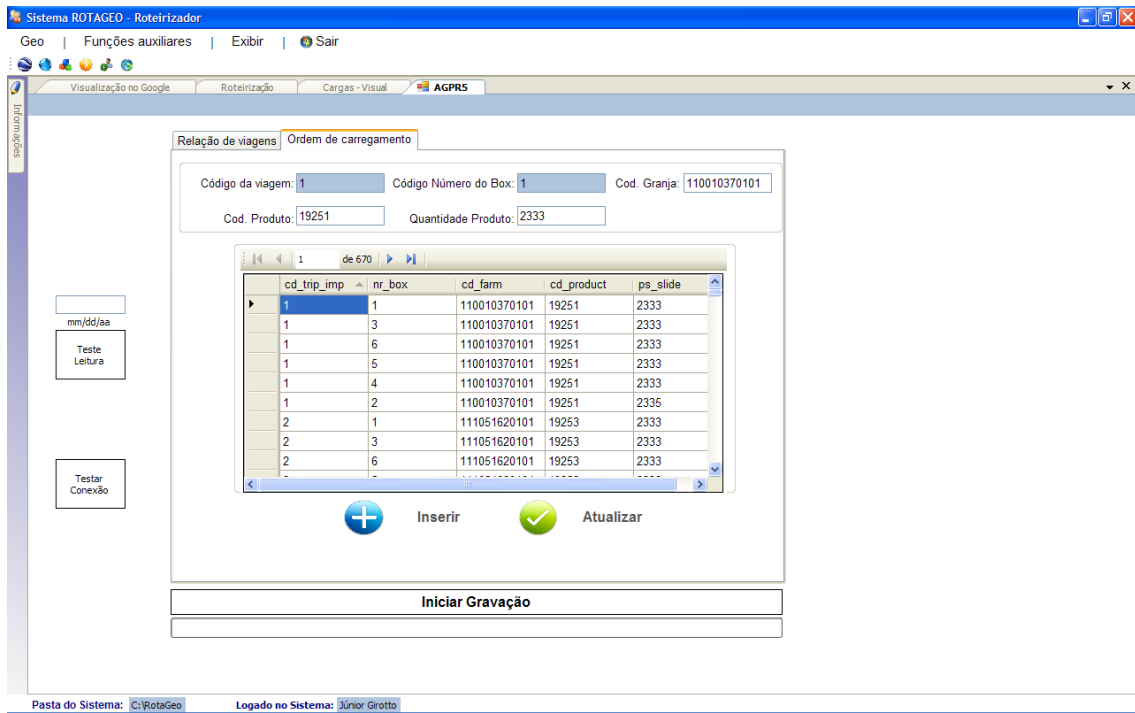 Sistema ROTAGEO - Roteirizador
Geo | Funções auxiliares | Exibir | Sair
Visualização no Google Roteirização Cargas - Visual AGPR5
Informações
Relação de viagens Ordem de carregamento
Código da viagem: 1 Código Número do Box: 1 Cod. Granja: 110010370101
Cod. Produto: 19251 Quantidade Produto: 2333
1 de 670
cd_trip_imp nr_box cd_farm cd_product ps_slide
1 1 110010370101 19251 2333
1 3 110010370101 19251 2333
1 6 110010370101 19251 2333
1 5 110010370101 19251 2333
1 4 110010370101 19251 2333
1 2 110010370101 19251 2335
2 1 111051620101 19253 2333
2 3 111051620101 19253 2333
2 6 111051620101 19253 2333
mm/dd/aa
Teste
Leitura
Testar
Conexão
Inserir Atualizar
Iniciar Gravação
Pasta do Sistema: C:\RotaGeo Logado no Sistema: Júnior Girotto